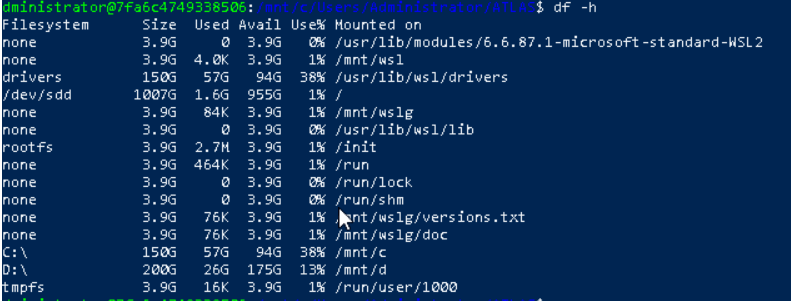 dministrator@7fa6c4749338506:/mnt/c/Users/Administrator/ATLAS$ df -h
Filesystem Size Used Avail Use% Mounted on
none 3.9G 0 3.9G 0% /usr/lib/modules/6.6.87.1-microsoft-standard-WSL2
none 3.9G 4.0K 3.9G 1% /mnt/wsl
drivers 150G 57G 94G 38% /usr/lib/wsl/drivers
/dev/sdd 1007G 1.6G 955G 1% /
none 3.9G 84K 3.9G 1% /mnt/wslg
none 3.9G 0 3.9G 0% /usr/lib/wsl/lib
rootfs 3.9G 2.7M 3.9G 1% /init
none 3.9G 464K 3.9G 1% /run
none 3.9G 0 3.9G 0% /run/lock
none 3.9G 0 3.9G 0% /run/shm
none 3.9G 76K 3.9G 1% /mnt/wslg/versions.txt
none 3.9G 76K 3.9G 1% /mnt/wslg/doc
C:\ 150G 57G 94G 38% /mnt/c
D:\ 200G 26G 175G 13% /mnt/d
tmpfs 3.9G 16K 3.9G 1% /run/user/1000